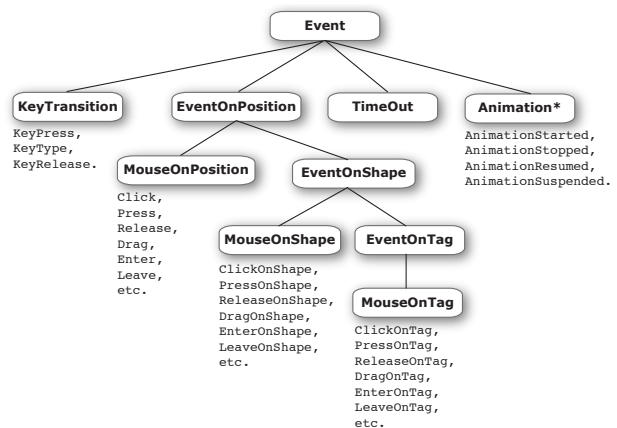 Event
KeyTransition
EventOnPosition
TimeOut
Animation*
KeyPress,
KeyType,
KeyRelease.
AnimationStarted,
AnimationStopped,
AnimationResumed,
AnimationSuspended.
MouseOnPosition
EventOnShape
Click,
Press,
Release,
Drag,
Enter,
Leave,
etc.
MouseOnShape
EventOnTag
ClickOnShape,
PressOnShape,
ReleaseOnShape,
DragOnShape,
EnterOnShape,
LeaveOnShape,
etc.
MouseOnTag
ClickOnTag,
PressOnTag,
ReleaseOnTag,
DragOnTag,
EnterOnTag,
LeaveOnTag,
etc.